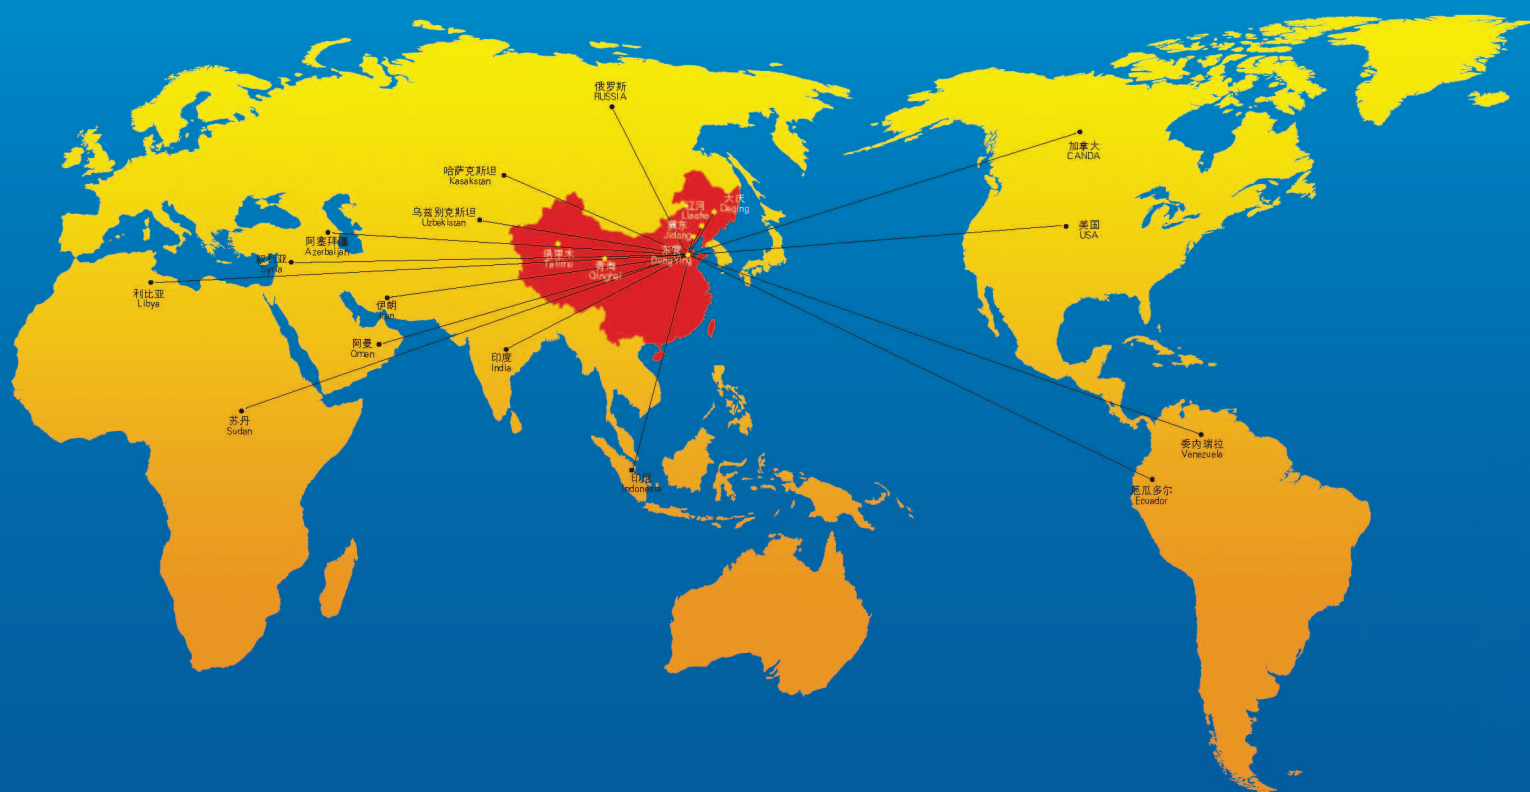 俄罗斯
RUSSIA
加拿大
CANDA
哈萨克斯坦
Kasakstan
大庆
Daqing
辽河
Liaohe
乌兹别克斯坦
Uzbekisstan
冀东
Jidong
美国
USA
阿塞拜疆
Azerbaijan
塔里木
东营
DongYing
叙利亚
Syria
青海
Qinghai
利比亚
Libya
伊朗
Iran
阿曼
Oman
印度
India
苏丹
Sudan
委内瑞拉
Venezuela
印尼
Indonesia
厄瓜多尔
Ecuador